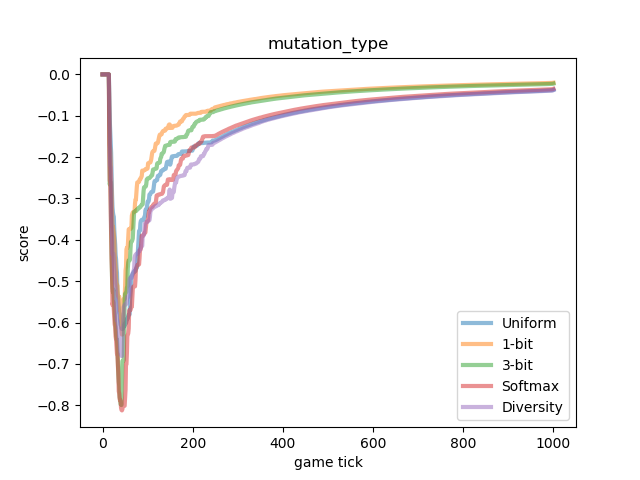 mutation_type
0.0
−0.1
−0.2
−0.3
−0.4
−0.5
−0.6
−0.7
−0.8
score
0
200
400
600
800
1000
game tick
Uniform
1-bit
3-bit
Softmax
Diversity